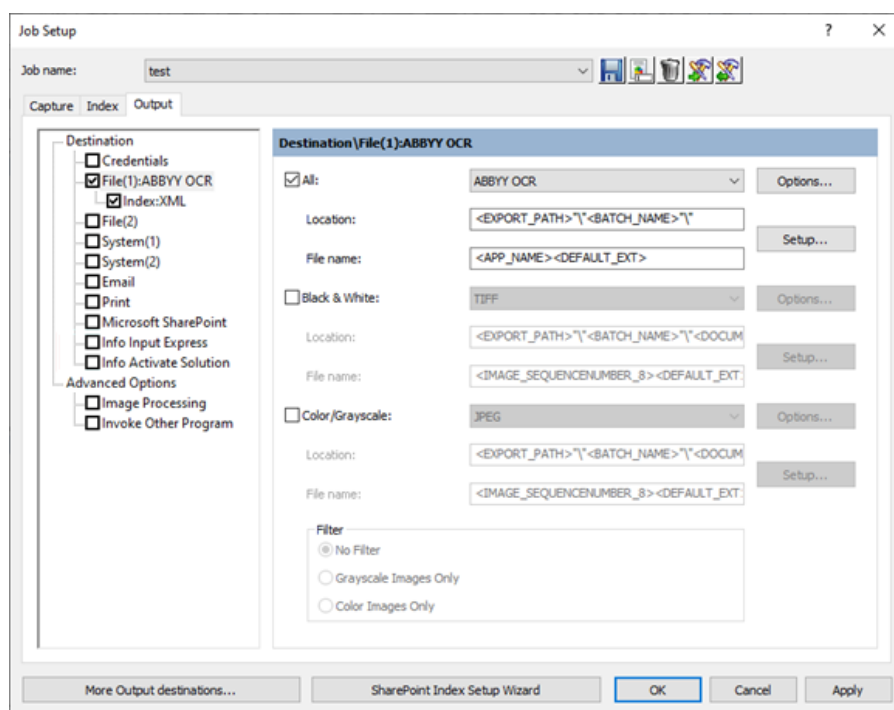 Job Setup
?
Job name:
test
Capture
Index
Output
Destination
Credentials
File(1):ABBYY OCR
Index:XML
File(2)
System(1)
System(2)
Email
Print
Microsoft SharePoint
Info Input Express
Info Activate Solution
Advanced Options
Image Processing
Invoke Other Program
Destination\File(1):ABBYY OCR
All:
ABBYY OCR
Options...
Location:
<EXPORT_PATH>"\"<BATCH_NAME>"\"
Setup...
File name:
<APP_NAME><DEFAULT_EXT>
Black & White:
TIFF
Options...
Location:
<EXPORT_PATH>"\"<BATCH_NAME>"\"<DOCUM
Setup...
File name:
<IMAGE_SEQUENCENUMBER_8><DEFAULT_EXT>
Color/Grayscale:
JPEG
Options...
Location:
<EXPORT_PATH>"\"<BATCH_NAME>"\"<DOCUM
Setup...
File name:
<IMAGE_SEQUENCENUMBER_8><DEFAULT_EXT>
Filter
No Filter
Grayscale Images Only
Color Images Only
More Output destinations...
SharePoint Index Setup Wizard
OK
Cancel
Apply